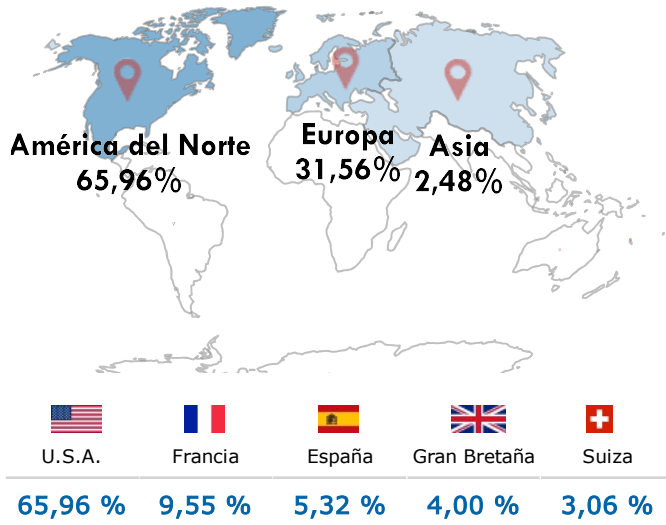 América del Norte
65,96%
Europa
31,56%
Asia
2,48%
U.S.A.
Francia
España
Gran Bretaña
Suiza
65,96 %
9,55 %
5,32 %
4,00 %
3,06 %